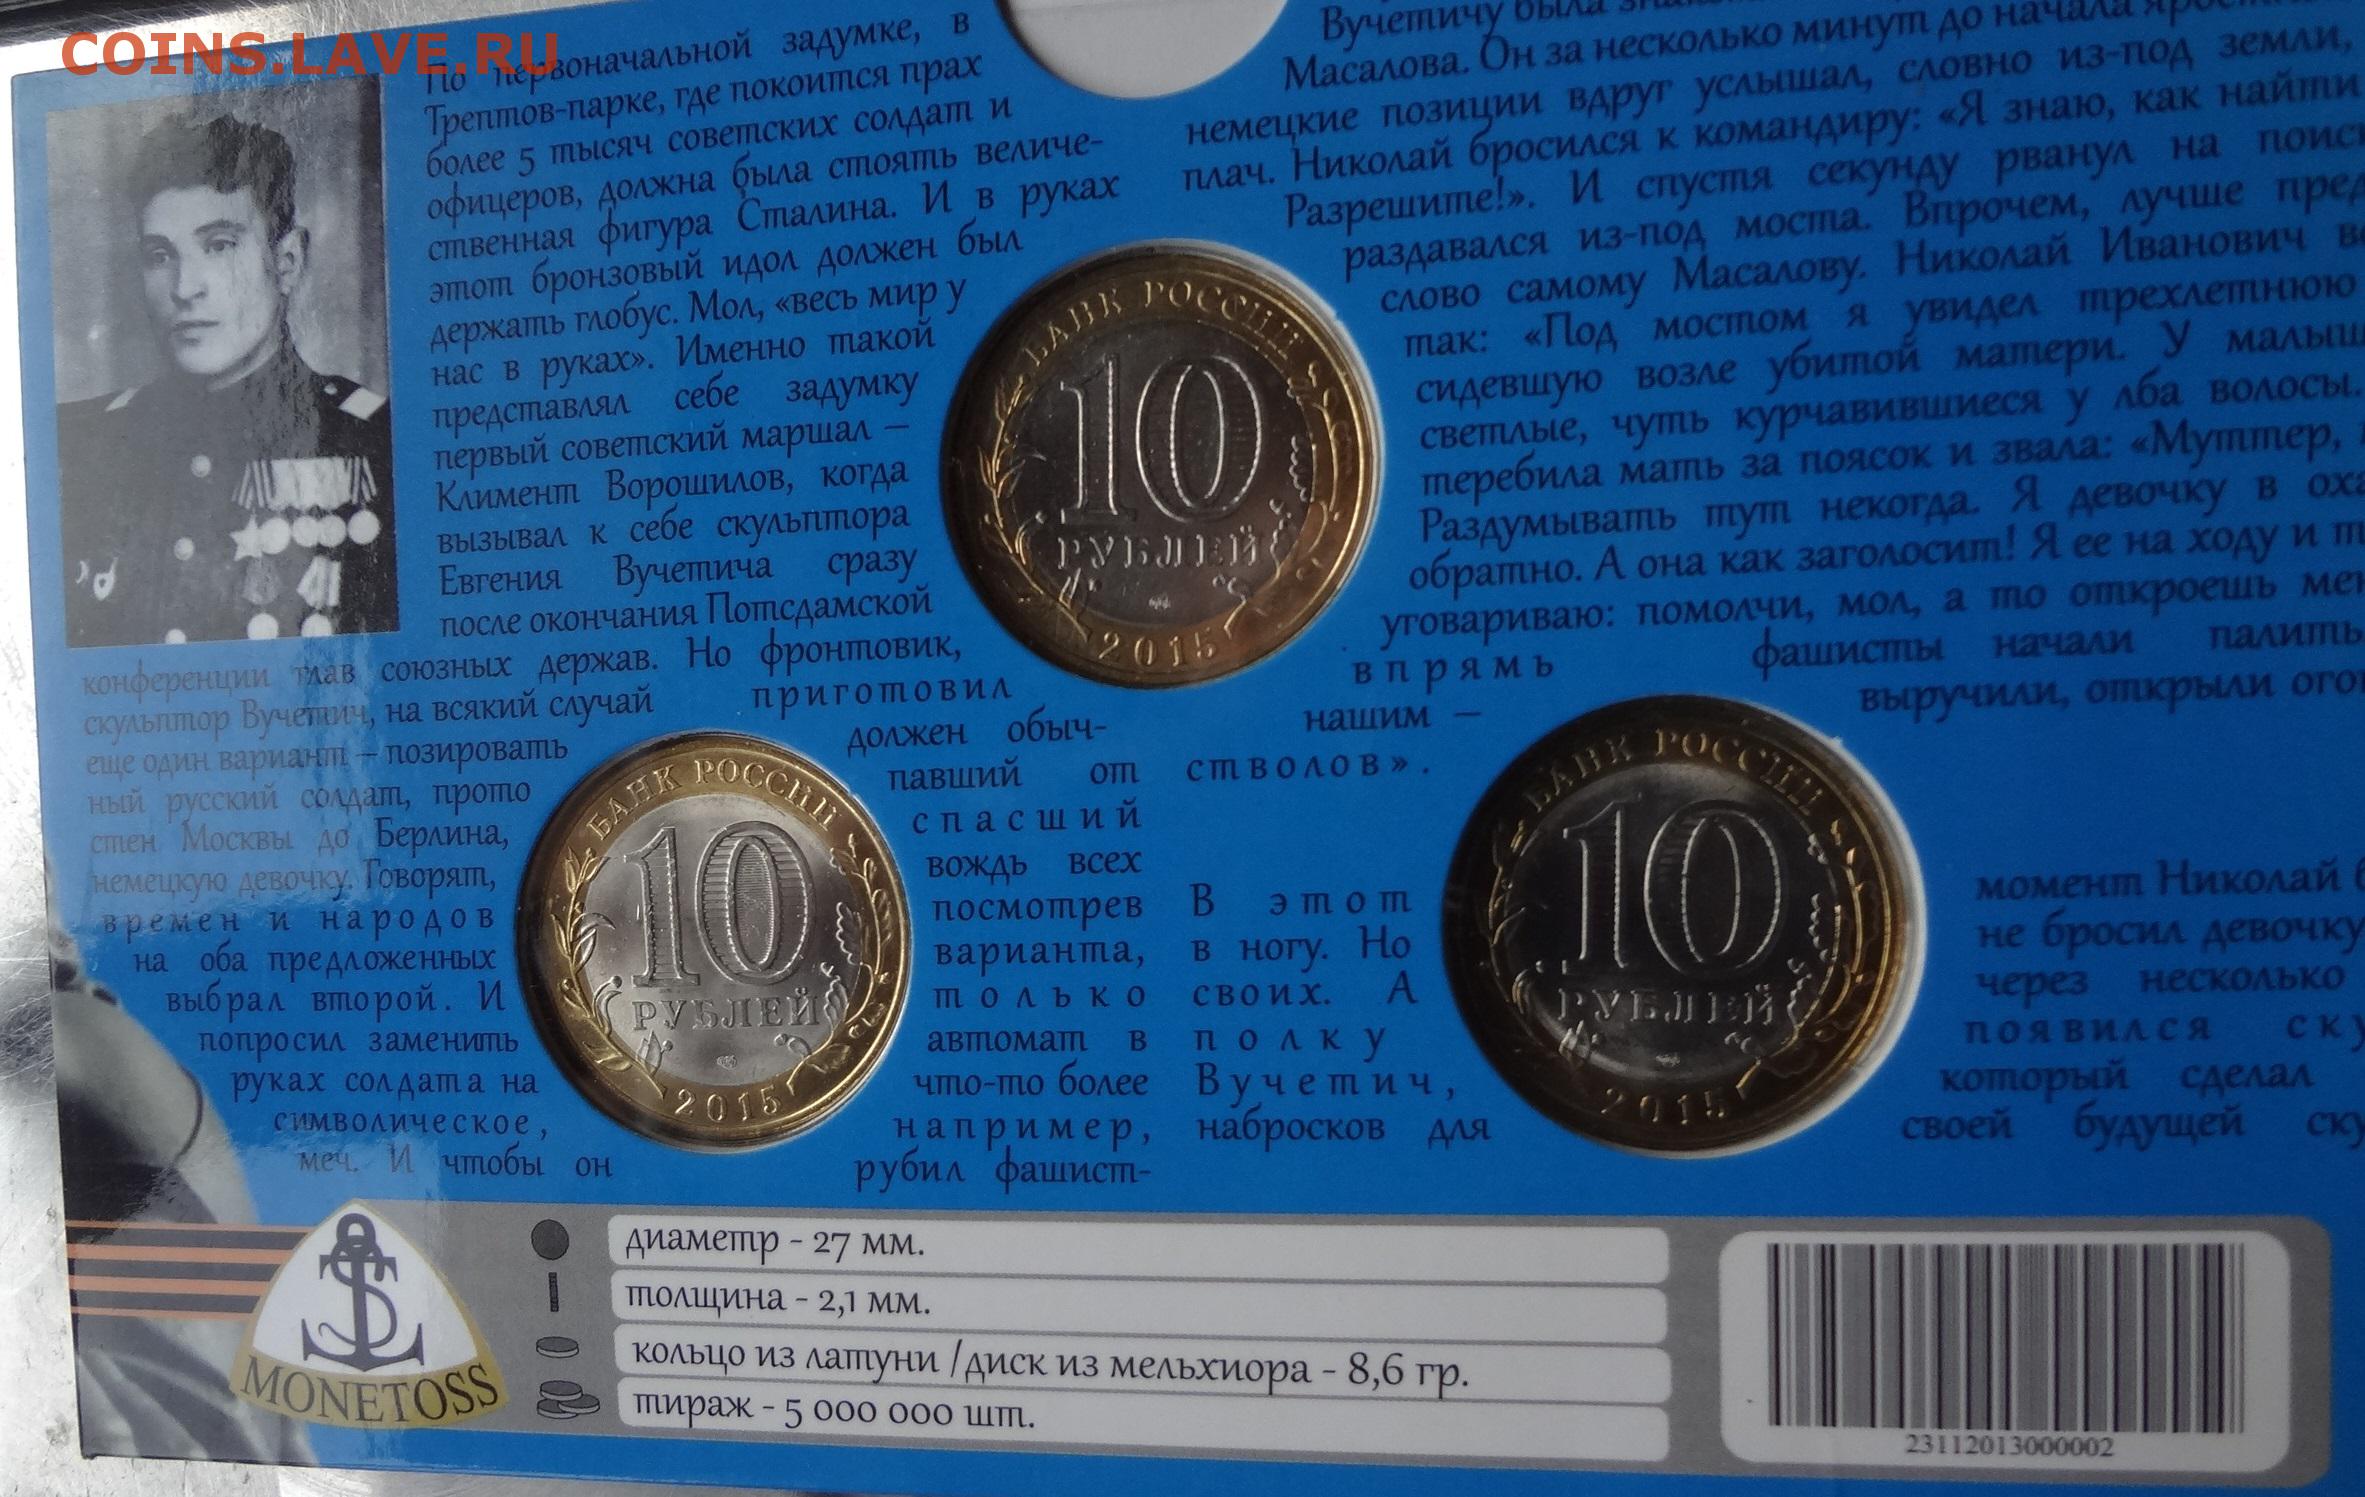 COINS.LAVE.RU
По первоначальной задумке, в
Трептов-парке, где покоится прах
более 5 тысяч советских солдат и
офицеров, должна была стоять величе-
ственная фигура Сталина. И в руках
этот бронзовый идол должен был
держать глобус. Мол, «весь мир у
нас в руках». Именно такой
представлял себе задумку
первый советский маршал –
Климент Ворошилов, когда
вызывал к себе скульптора
Евгения Вучетича сразу
после окончания Потсдамской
конференции глав союзных держав. Но фронтовик,
скульптор Вучетич, на всякий случай приготовил
еще один вариант – позировать должен обыч-
ный русский солдат, прото павший от
стен Москвы до Берлина, спасший
немецкую девочку. Говорят, вождь всех
времен и народов посмотрев
на оба предложенных варианта,
выбрал второй. И только
попросил заменить автомат в
руках солдата на что-то более
символическое, например,
меч. И чтобы он рубил фашист-
Вучетичу была
Масалова. Он за несколько минут до начала
немецкие позиции вдруг услышал, словно из-под земли,
плач. Николай бросился к командиру: «Я знаю, как найти
Разрешите!». И спустя секунду рванул на
раздавался из-под моста. Впрочем, лучше
слово самому Масалову. Николай Иванович
так: «Под мостом я увидел трехлетнюю
сидевшую возле убитой матери. У
светлые, чуть курчавившиеся у лба волосы.
теребила мать за поясок и звала: «Муттер,
Раздумывать тут некогда. Я девочку в
обратно. А она как заголосит! Я ее на ходу и
уговариваю: помолчи, мол, а то откроешь
впрямь фашисты начали палить
нашим – выручили, открыли
стволов».
В этот момент Николай
в ногу. Но не бросил девочку
своих. А через несколько
полку появился
Вучетич, который сделал
набросков для своей будущей
БАНК РОССИИ
10
РУБЛЕЙ
2015
БАНК РОССИИ
10
РУБЛЕЙ
2015
БАНК РОССИИ
10
РУБЛЕЙ
2015
MONETOSS
диаметр - 27 мм.
толщина - 2,1 мм.
кольцо из латуни /диск из мельхиора - 8,6 гр.
тираж - 5 000 000 шт.
23112013000002